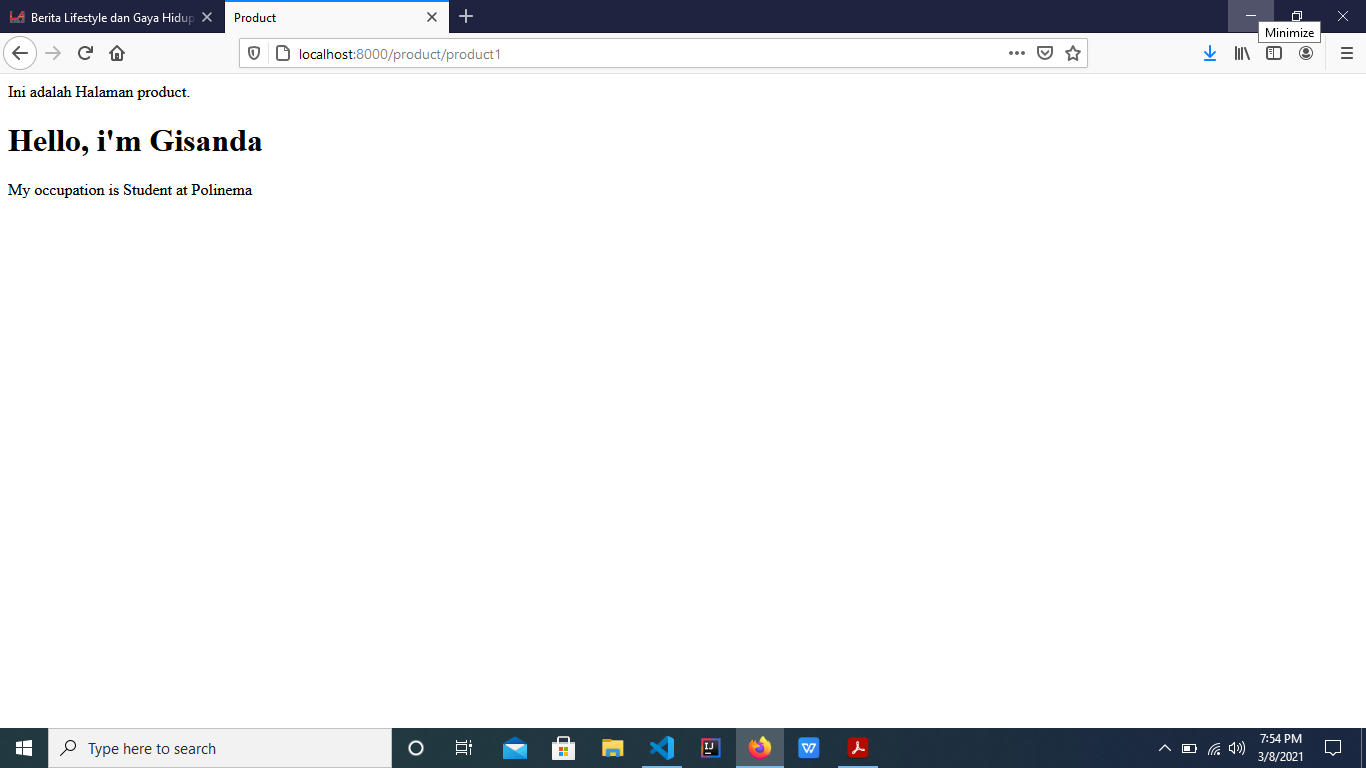 Berita Lifestyle dan Gaya Hidup
Product
Minimize
localhost:8000/product/product1
Ini adalah Halaman product.
Hello, i'm Gisanda
My occupation is Student at Polinema
Type here to search
7:54 PM
3/8/2021